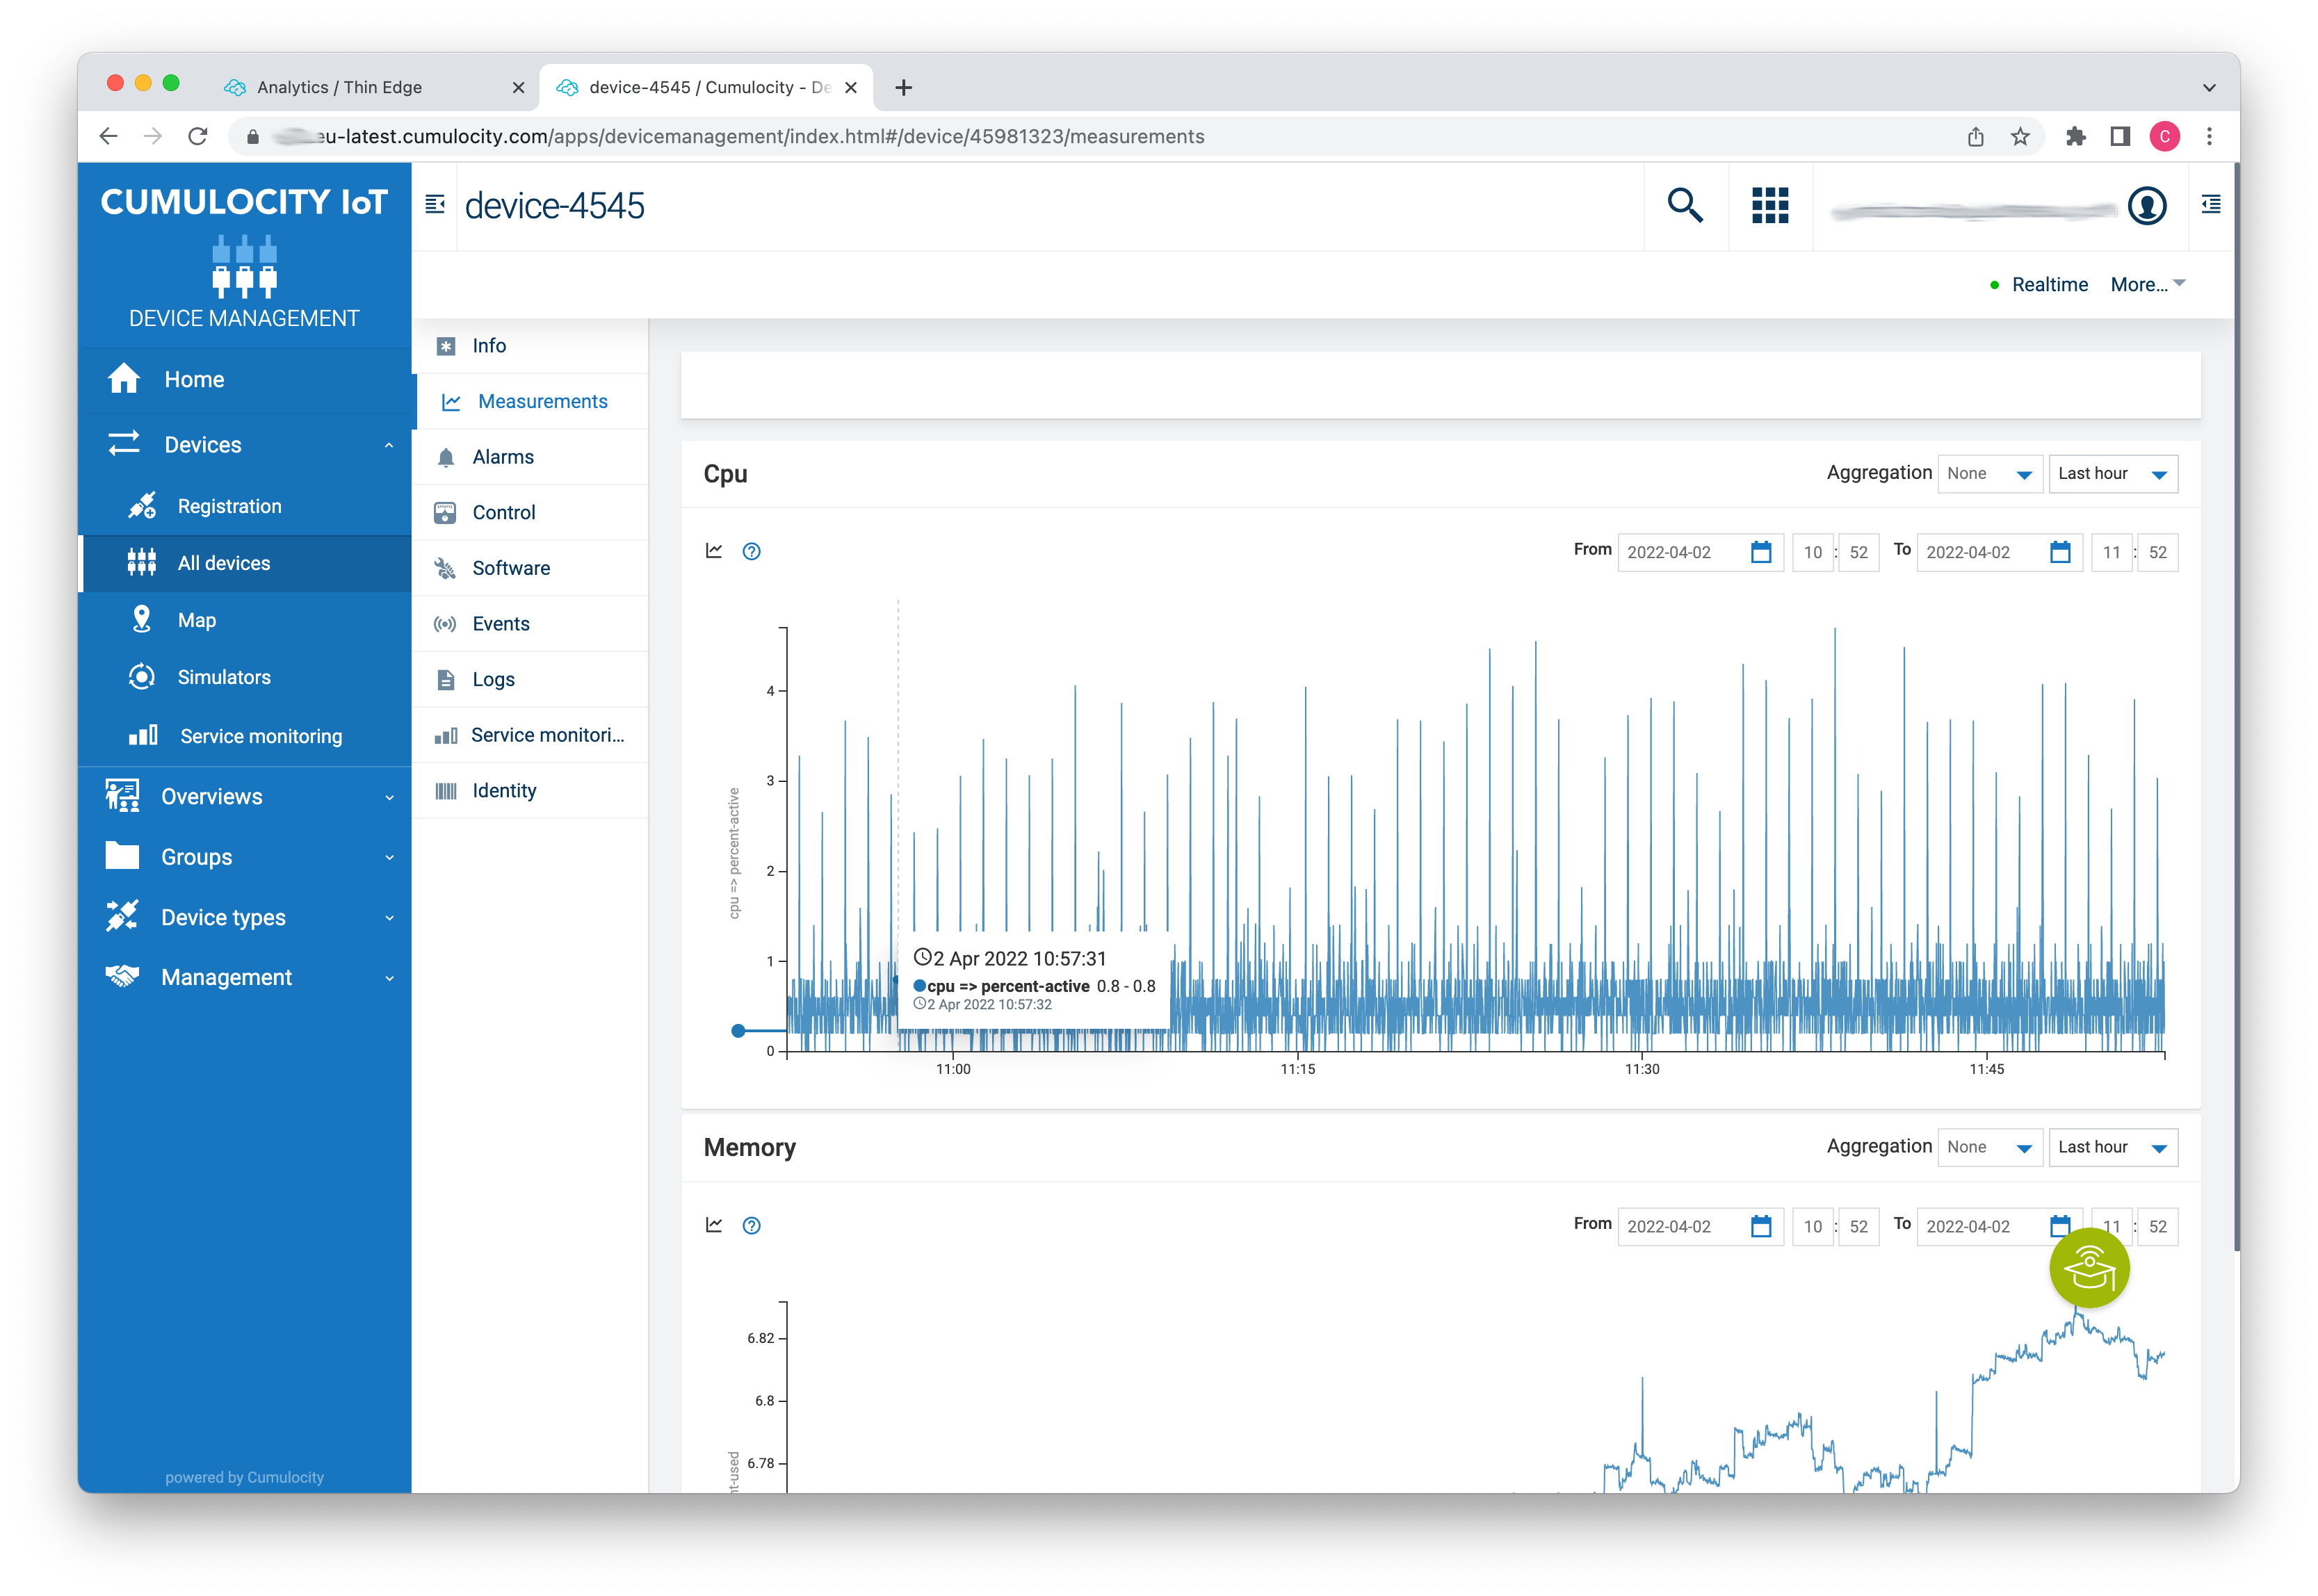 Analytics / Thin Edge
device-4545 / Cumulocity - De
eu-latest.cumulocity.com/apps/devicemanagement/index.html#/device/45981323/measurements
C
CUMULOCITY IoT
DEVICE MANAGEMENT
Home
Devices
Registration
All devices
Map
Simulators
Service monitoring
Overviews
Groups
Device types
Management
powered by Cumulocity
device-4545
Realtime More...
Info
Measurements
Alarms
Control
Software
Events
Logs
Service monitori...
Identity
Cpu
Aggregation None Last hour
From 2022-04-02 10 : 52 To 2022-04-02 11 : 52
cpu => percent-active
4
3
2
1
0
2 Apr 2022 10:57:31
cpu => percent-active 0.8 - 0.8
2 Apr 2022 10:57:32
11:00 11:15 11:30 11:45
Memory
Aggregation None Last hour
From 2022-04-02 10 : 52 To 2022-04-02 11 : 52
6.82
6.8
6.78
nt-used